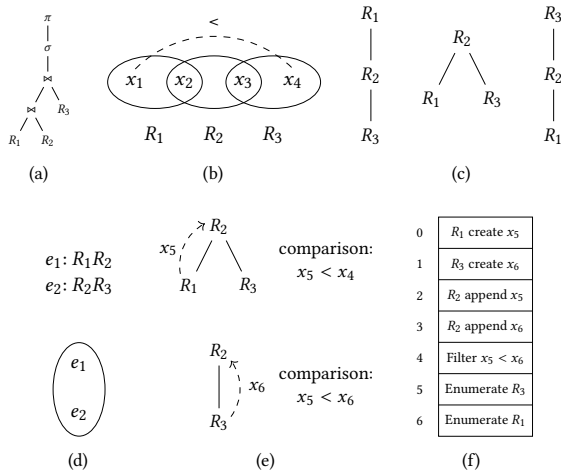 π
σ
⋈
⋈ R3
R1 R2
(a)
<
x1 x2 x3 x4
R1 R2 R3
(b)
R1
R2
R3
R2
R1 R3
R3
R2
R1
(c)
e1: R1R2
e2: R2R3
e1
e2
(d)
R2
x5
R1 R3
comparison:
x5 < x4
R2
x6
R3
comparison:
x5 < x6
(e)
0 R1 create x5
1 R3 create x6
2 R2 append x5
3 R2 append x6
4 Filter x5 < x6
5 Enumerate R3
6 Enumerate R1
(f)